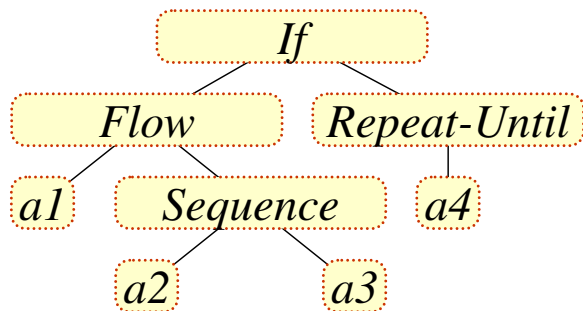 If
Flow
Repeat-Until
a1
Sequence
a4
a2
a3